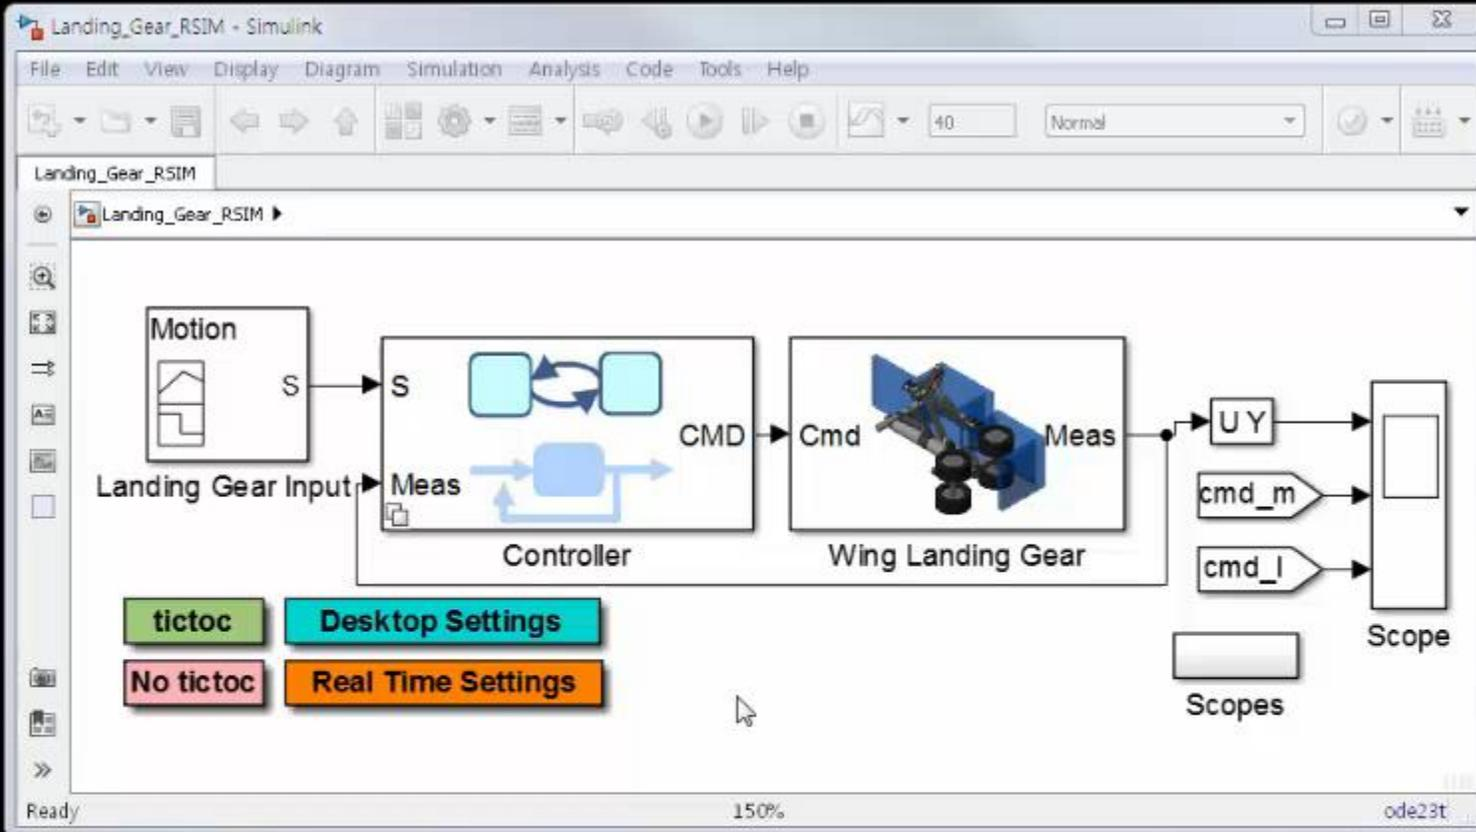 Landing_Gear_RSIM - Simulink
File Edit View Display Diagram Simulation Analysis Code Tools Help
40 Normal
Landing_Gear_RSIM
Landing_Gear_RSIM
Motion
S
S
Meas
CMD
Cmd
Meas
U Y
cmd_m
cmd_l
Landing Gear Input
Controller
Wing Landing Gear
Scope
tictoc
Desktop Settings
No tictoc
Real Time Settings
Scopes
Ready 150% ode23t